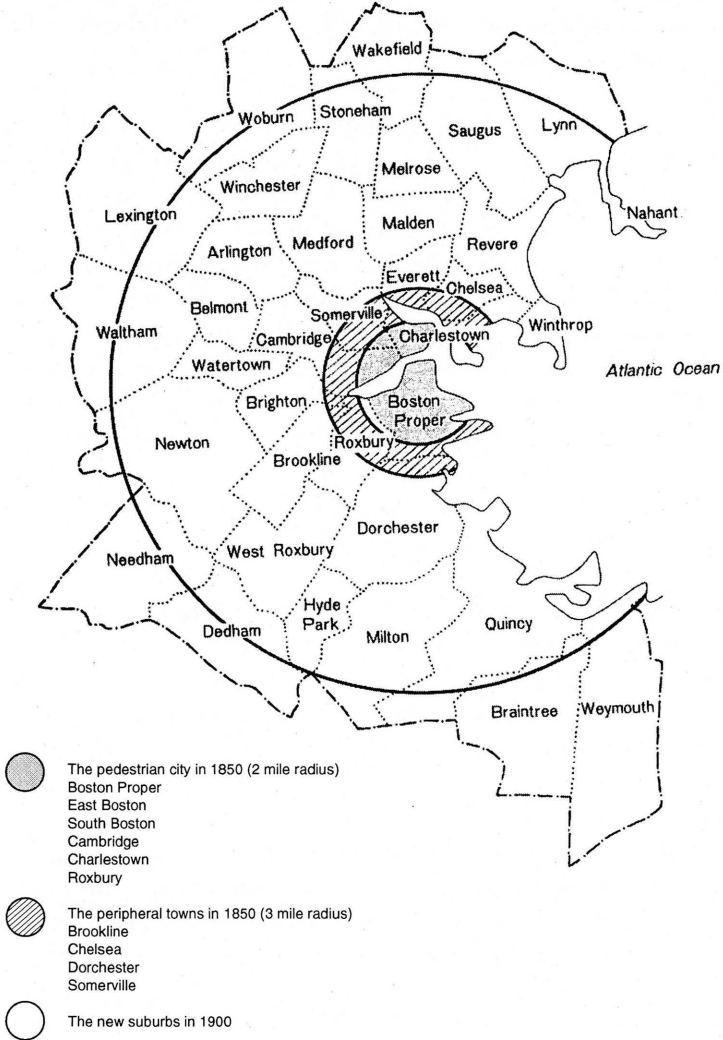 Wakefield
Stoneham
Woburn
Lynn
Saugus
Melrose
Winchester
Nahant
Lexington
Malden
Medford
Revere
Arlington
Everett
Chelsea
Belmont
Somerville
Winthrop
Waltham
Cambridge
Charlestown
Watertown
Atlantic Ocean
Brighton
Boston
Proper
Newton
Roxbury
Brookline
Dorchester
West Roxbury
Needham
Hyde
Park
Quincy
Dedham
Milton
Braintree
Weymouth
The pedestrian city in 1850 (2 mile radius)
Boston Proper
East Boston
South Boston
Cambridge
Charlestown
Roxbury
The peripheral towns in 1850 (3 mile radius)
Brookline
Chelsea
Dorchester
Somerville
The new suburbs in 1900